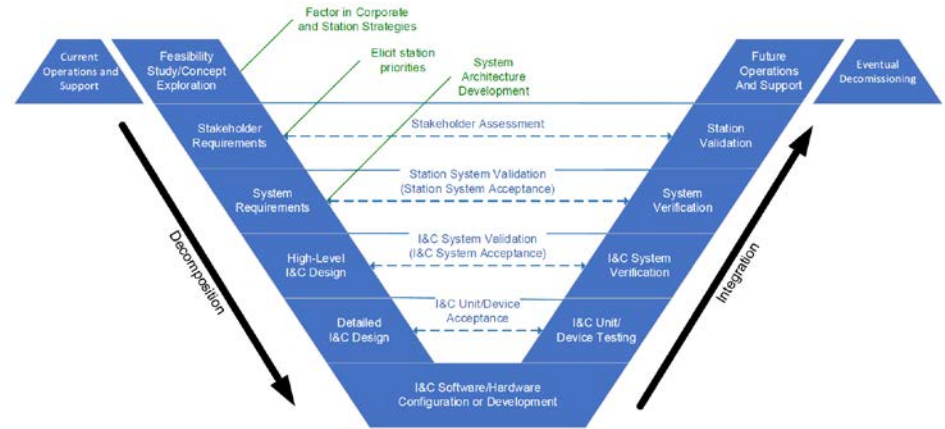 Factor in Corporate
and Station Strategies
Elicit station
priorities
System
Architecture
Development
Current
Operations and
Support
Feasibility
Study/Concept
Exploration
Future
Operations
And Support
Eventual
Decomissioning
Stakeholder
Requirements
Stakeholder Assessment
Station
Validation
System
Requirements
Station System Validation
(Station System Acceptance)
System
Verification
High-Level
I&C Design
I&C System Validation
(I&C System Acceptance)
I&C System
Verification
Detailed
I&C Design
I&C Unit/Device
Acceptance
I&C Unit/
Device Testing
I&C Software/Hardware
Configuration or Development
Decomposition
Integration